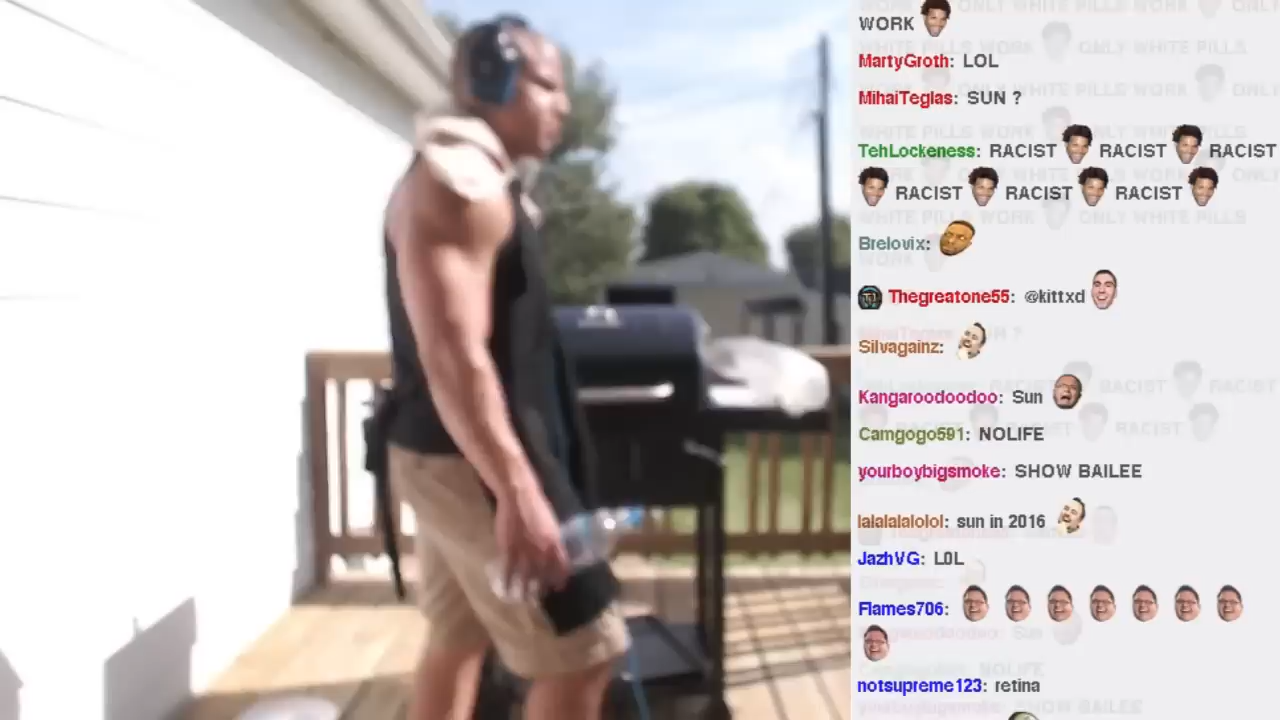 WORK
MartyGroth: LOL
MihaiTeglas: SUN ?
TehLockeness: RACIST RACIST RACIST
RACIST RACIST RACIST
Brelovix:
Thegreatone55: @kittxd
Silvagainz:
Kangaroodoodoo: Sun
Camgogo591: NOLIFE
yourboybigsmoke: SHOW BAILEE
lalalalalolol: sun in 2016
JazhVG: LOL
Flames706:
notsupreme123: retina